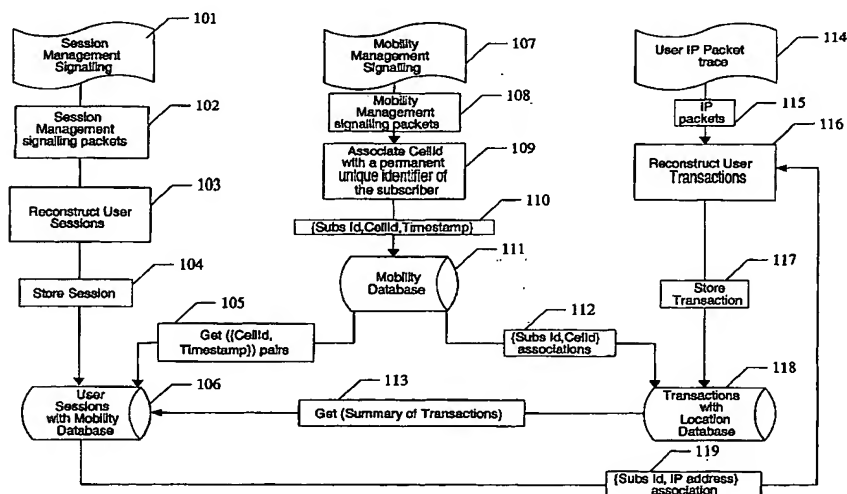 101
Session
Management
Signalling
102
Session
Management
signalling packets
103
Reconstruct User
Sessions
104
Store Session
105
Get ({CellId,
Timestamp}) pairs
106
User
Sessions
with Mobility
Database
107
Mobility
Management
Signalling
108
Mobility
Management
signalling packets
109
Associate CellId
with a permanent
unique identifier of
the subscriber
110
{Subs Id,CellId,Timestamp}
111
Mobility
Database
112
{Subs Id,CellId}
associations
113
Get (Summary of Transactions)
114
User IP Packet
trace
115
IP
packets
116
Reconstruct User
Transactions
117
Store
Transaction
118
Transactions
with
Location
Database
119
{Subs Id, IP address}
association